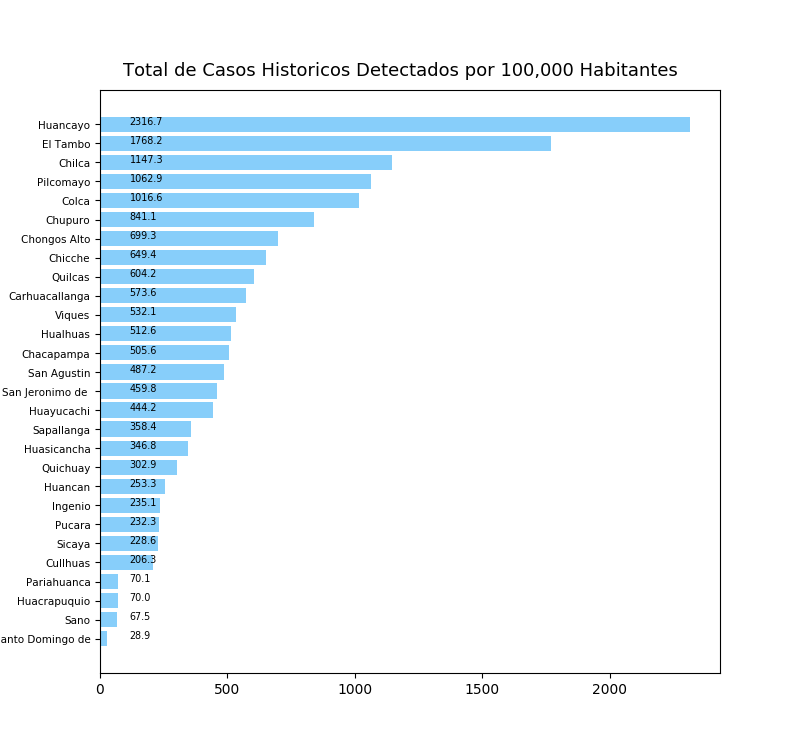 Total de Casos Historicos Detectados por 100,000 Habitantes
Huancayo 2316.7
El Tambo 1768.2
Chilca 1147.3
Pilcomayo 1062.9
Colca 1016.6
Chupuro 841.1
Chongos Alto 699.3
Chicche 649.4
Quilcas 604.2
Carhuacallanga 573.6
Viques 532.1
Hualhuas 512.6
Chacapampa 505.6
San Agustin 487.2
San Jeronimo de 459.8
Huayucachi 444.2
Sapallanga 358.4
Huasicancha 346.8
Quichuay 302.9
Huancan 253.3
Ingenio 235.1
Pucara 232.3
Sicaya 228.6
Cullhuas 206.3
Pariahuanca 70.1
Huacrapuquio 70.0
Sano 67.5
anto Domingo de 28.9
0 500 1000 1500 2000